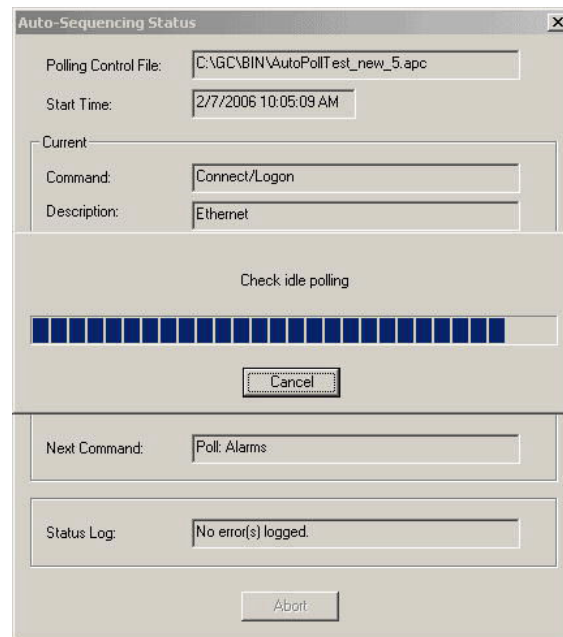 Auto-Sequencing Status
Polling Control File: C:\GC\BIN\AutoPollTest_new_5.apc
Start Time: 2/7/2006 10:05:09 AM
Current
Command: Connect/Logon
Description: Ethernet
Check idle polling
Cancel
Next Command: Poll: Alarms
Status Log: No error(s) logged.
Abort